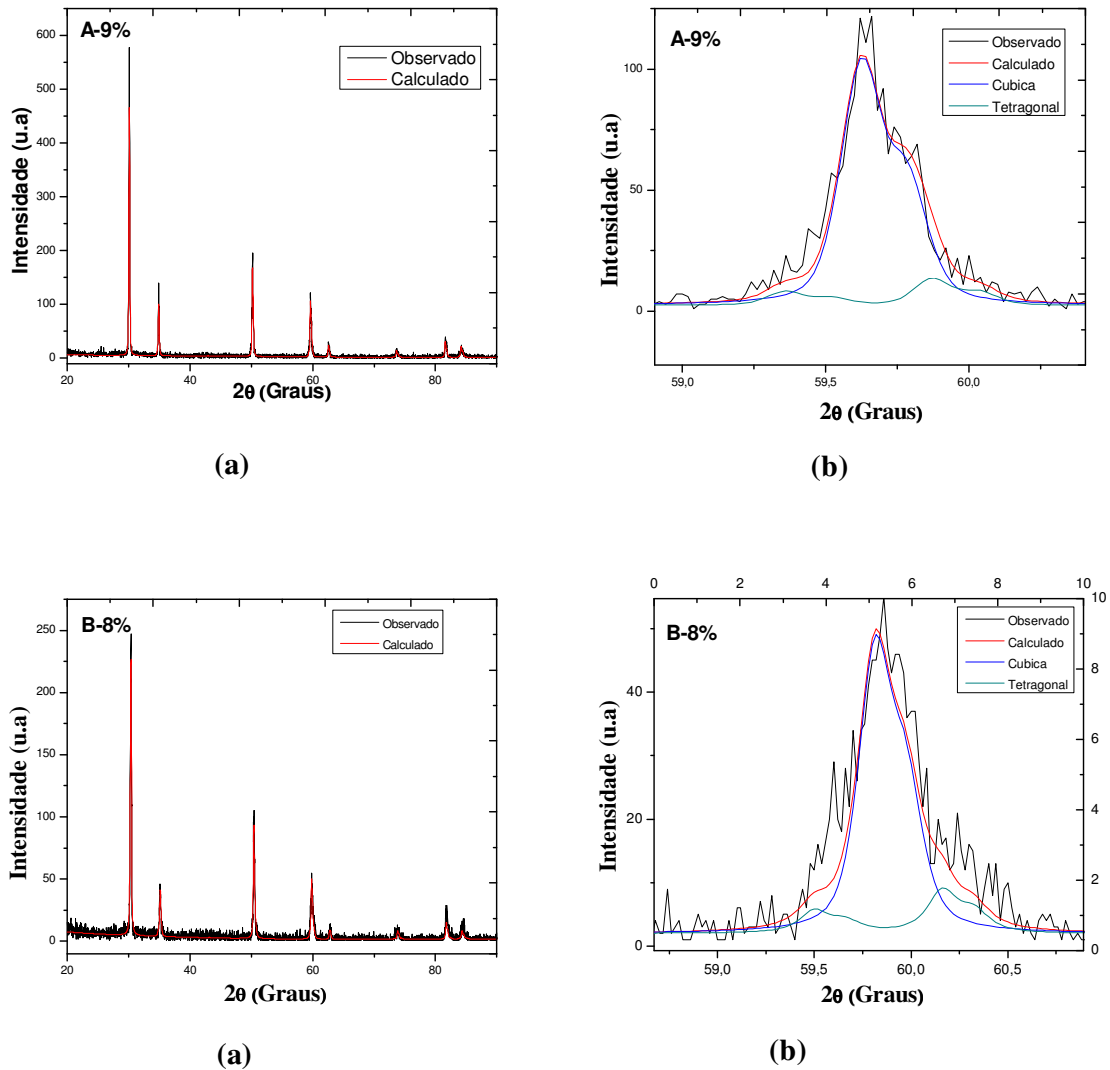 A-9%
Observado
Calculado
Intensidade (u.a)
600
500
400
300
200
100
0
20
40
60
80
2θ (Graus)
(a)
A-9%
Observado
Calculado
Cubica
Tetragonal
Intensidade (u.a)
100
50
0
59,0
59,5
60,0
2θ (Graus)
(b)
B-8%
Observado
Calculado
Intensidade (u.a)
250
200
150
100
50
0
20
40
60
80
2θ (Graus)
(a)
0
2
4
6
8
10
B-8%
Observado
Calculado
Cubica
Tetragonal
Intensidade (u.a)
40
20
0
10
8
6
4
2
0
59,0
59,5
60,0
60,5
2θ (Graus)
(b)